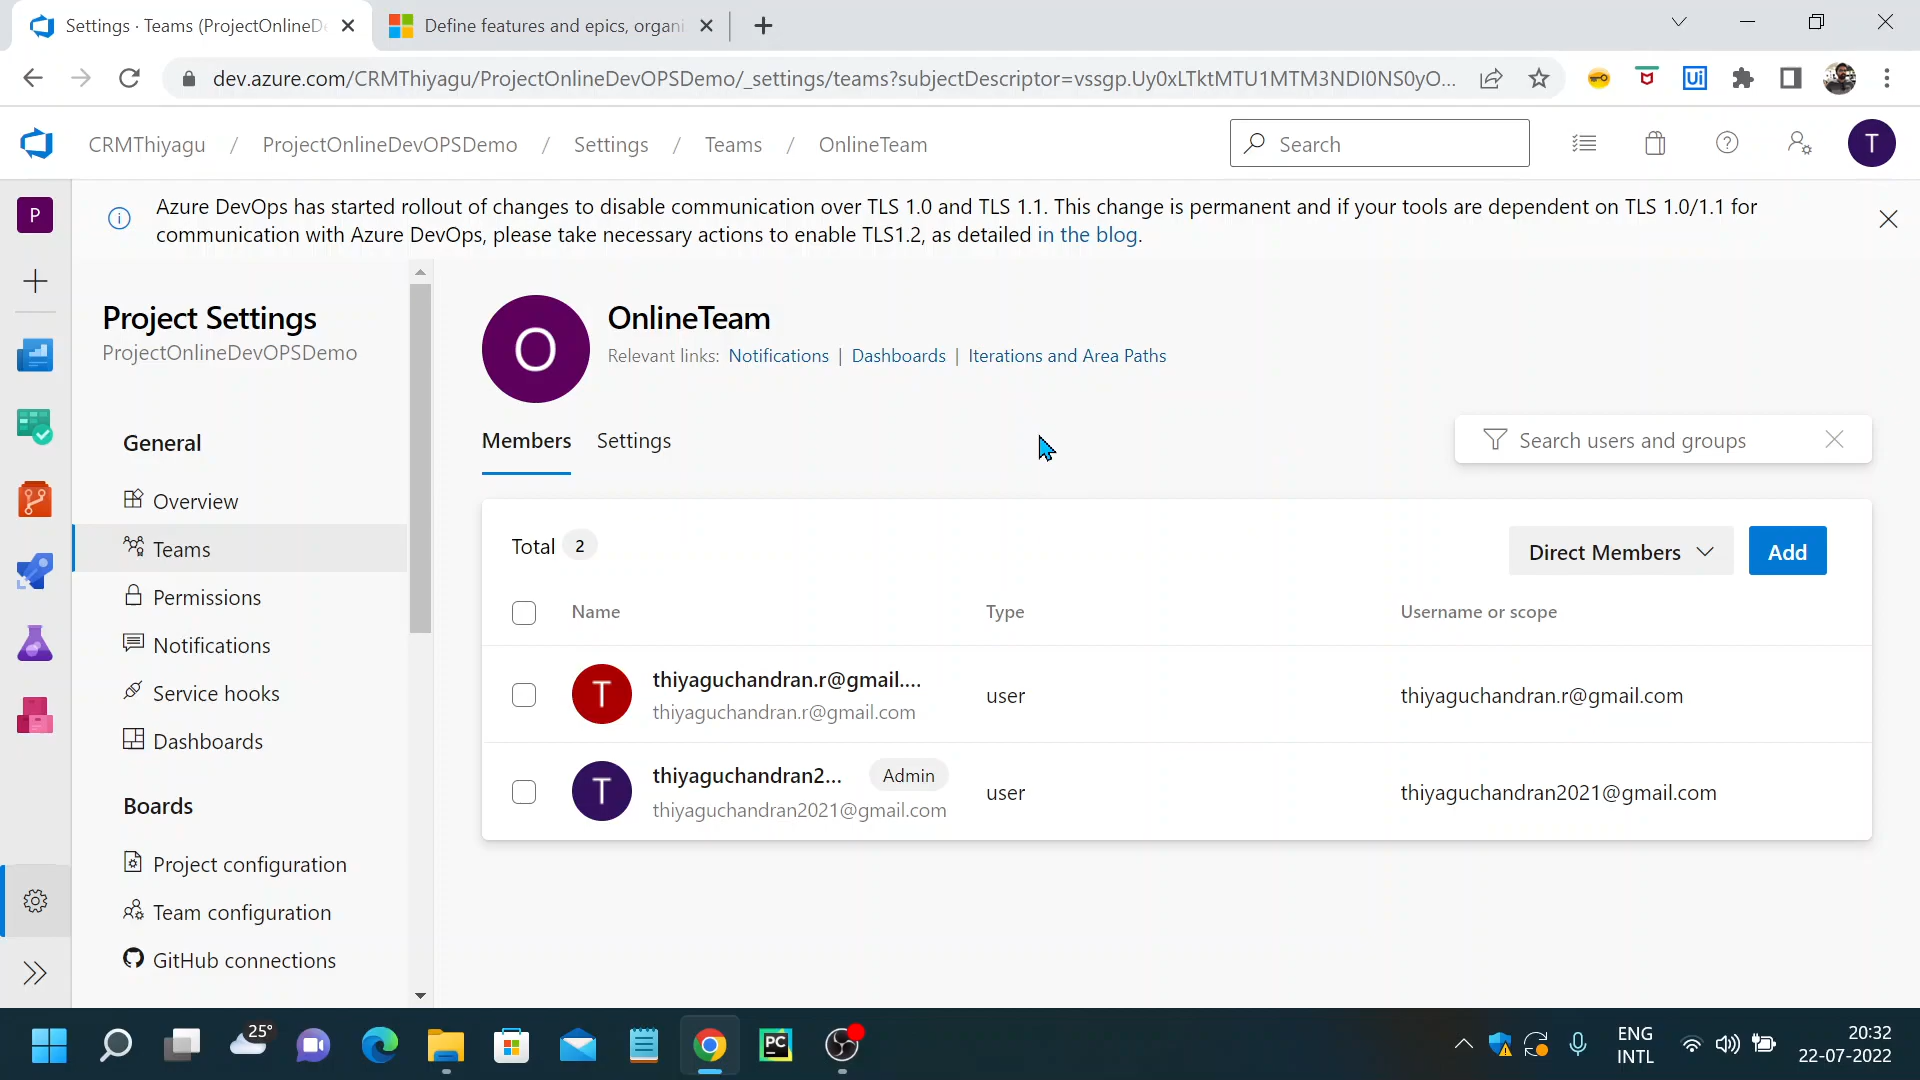 Settings · Teams (ProjectOnlineD
Define features and epics, organi
dev.azure.com/CRMThiyagu/ProjectOnlineDevOPSDemo/_settings/teams?subjectDescriptor=vssgp.Uy0xLTktMTU1MTM3NDI0NS0yO...
Ui
CRMThiyagu / ProjectOnlineDevOPSDemo / Settings / Teams / OnlineTeam
Search
T
P
Azure DevOps has started rollout of changes to disable communication over TLS 1.0 and TLS 1.1. This change is permanent and if your tools are dependent on TLS 1.0/1.1 for
communication with Azure DevOps, please take necessary actions to enable TLS1.2, as detailed in the blog.
Project Settings
ProjectOnlineDevOPSDemo
General
Overview
Teams
Permissions
Notifications
Service hooks
Dashboards
Boards
Project configuration
Team configuration
GitHub connections
O
OnlineTeam
Relevant links: Notifications | Dashboards | Iterations and Area Paths
Members Settings
Search users and groups
Total 2
Direct Members
Add
Name Type Username or scope
T
thiyaguchandran.r@gmail....
thiyaguchandran.r@gmail.com
user
thiyaguchandran.r@gmail.com
T
thiyaguchandran2... Admin
thiyaguchandran2021@gmail.com
user
thiyaguchandran2021@gmail.com
25°
PC
ENG
INTL
20:32
22-07-2022